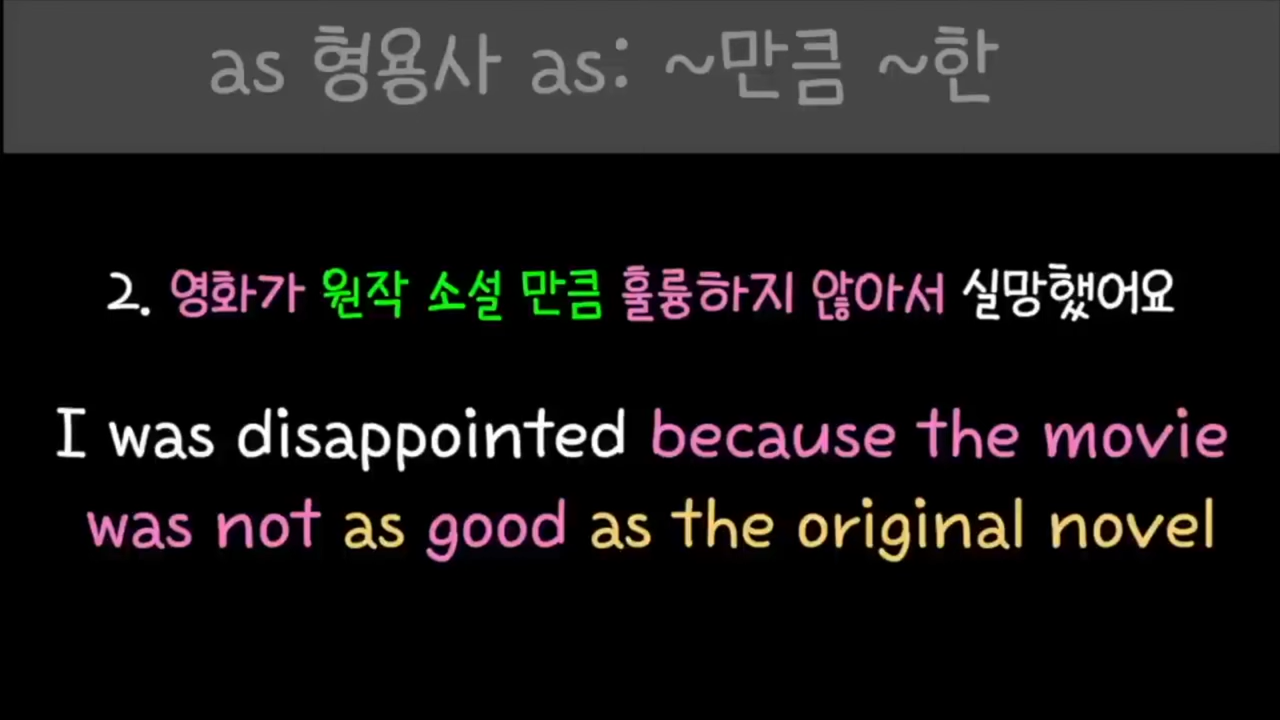 as 형용사 as: ~만큼 ~한
2. 영화가 원작 소설 만큼 훌륭하지 않아서 실망했어요
I was disappointed because the movie
was not as good as the original novel